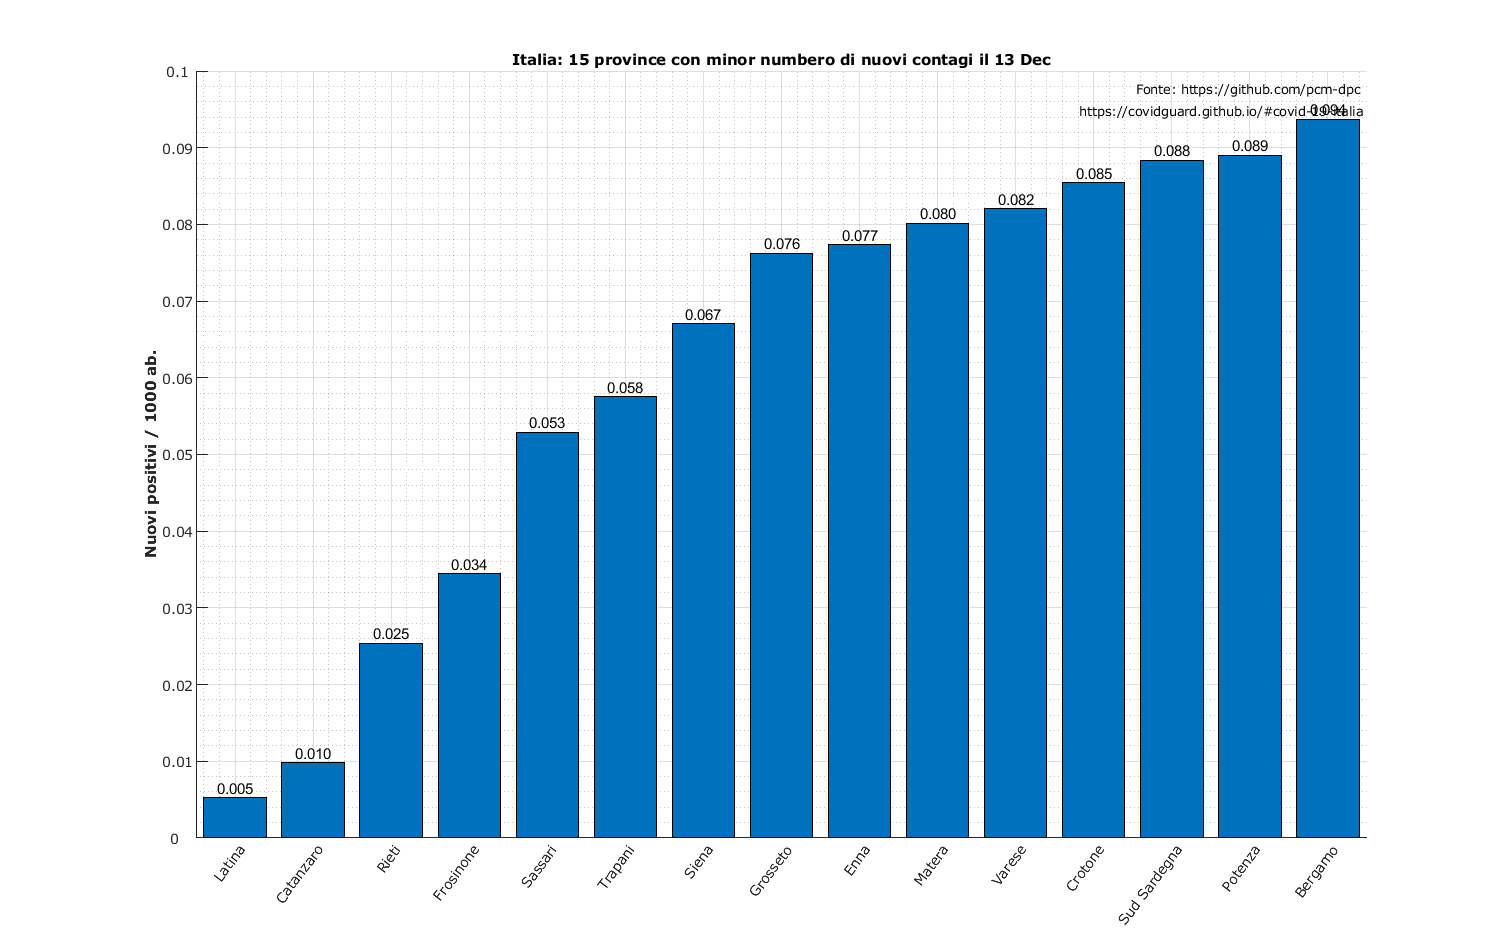 Italia: 15 province con minor numbero di nuovi contagi il 13 Dec
Fonte: https://github.com/pcm-dpc
https://covidguard.github.io/#covid-19-italia
Nuovi positivi / 1000 ab.
0.1
0.09
0.08
0.07
0.06
0.05
0.04
0.03
0.02
0.01
0
0.005
0.010
0.025
0.034
0.053
0.058
0.067
0.076
0.077
0.080
0.082
0.085
0.088
0.089
0.094
Latina
Catanzaro
Rieti
Frosinone
Sassari
Trapani
Siena
Grosseto
Enna
Matera
Varese
Crotone
Sud Sardegna
Potenza
Bergamo